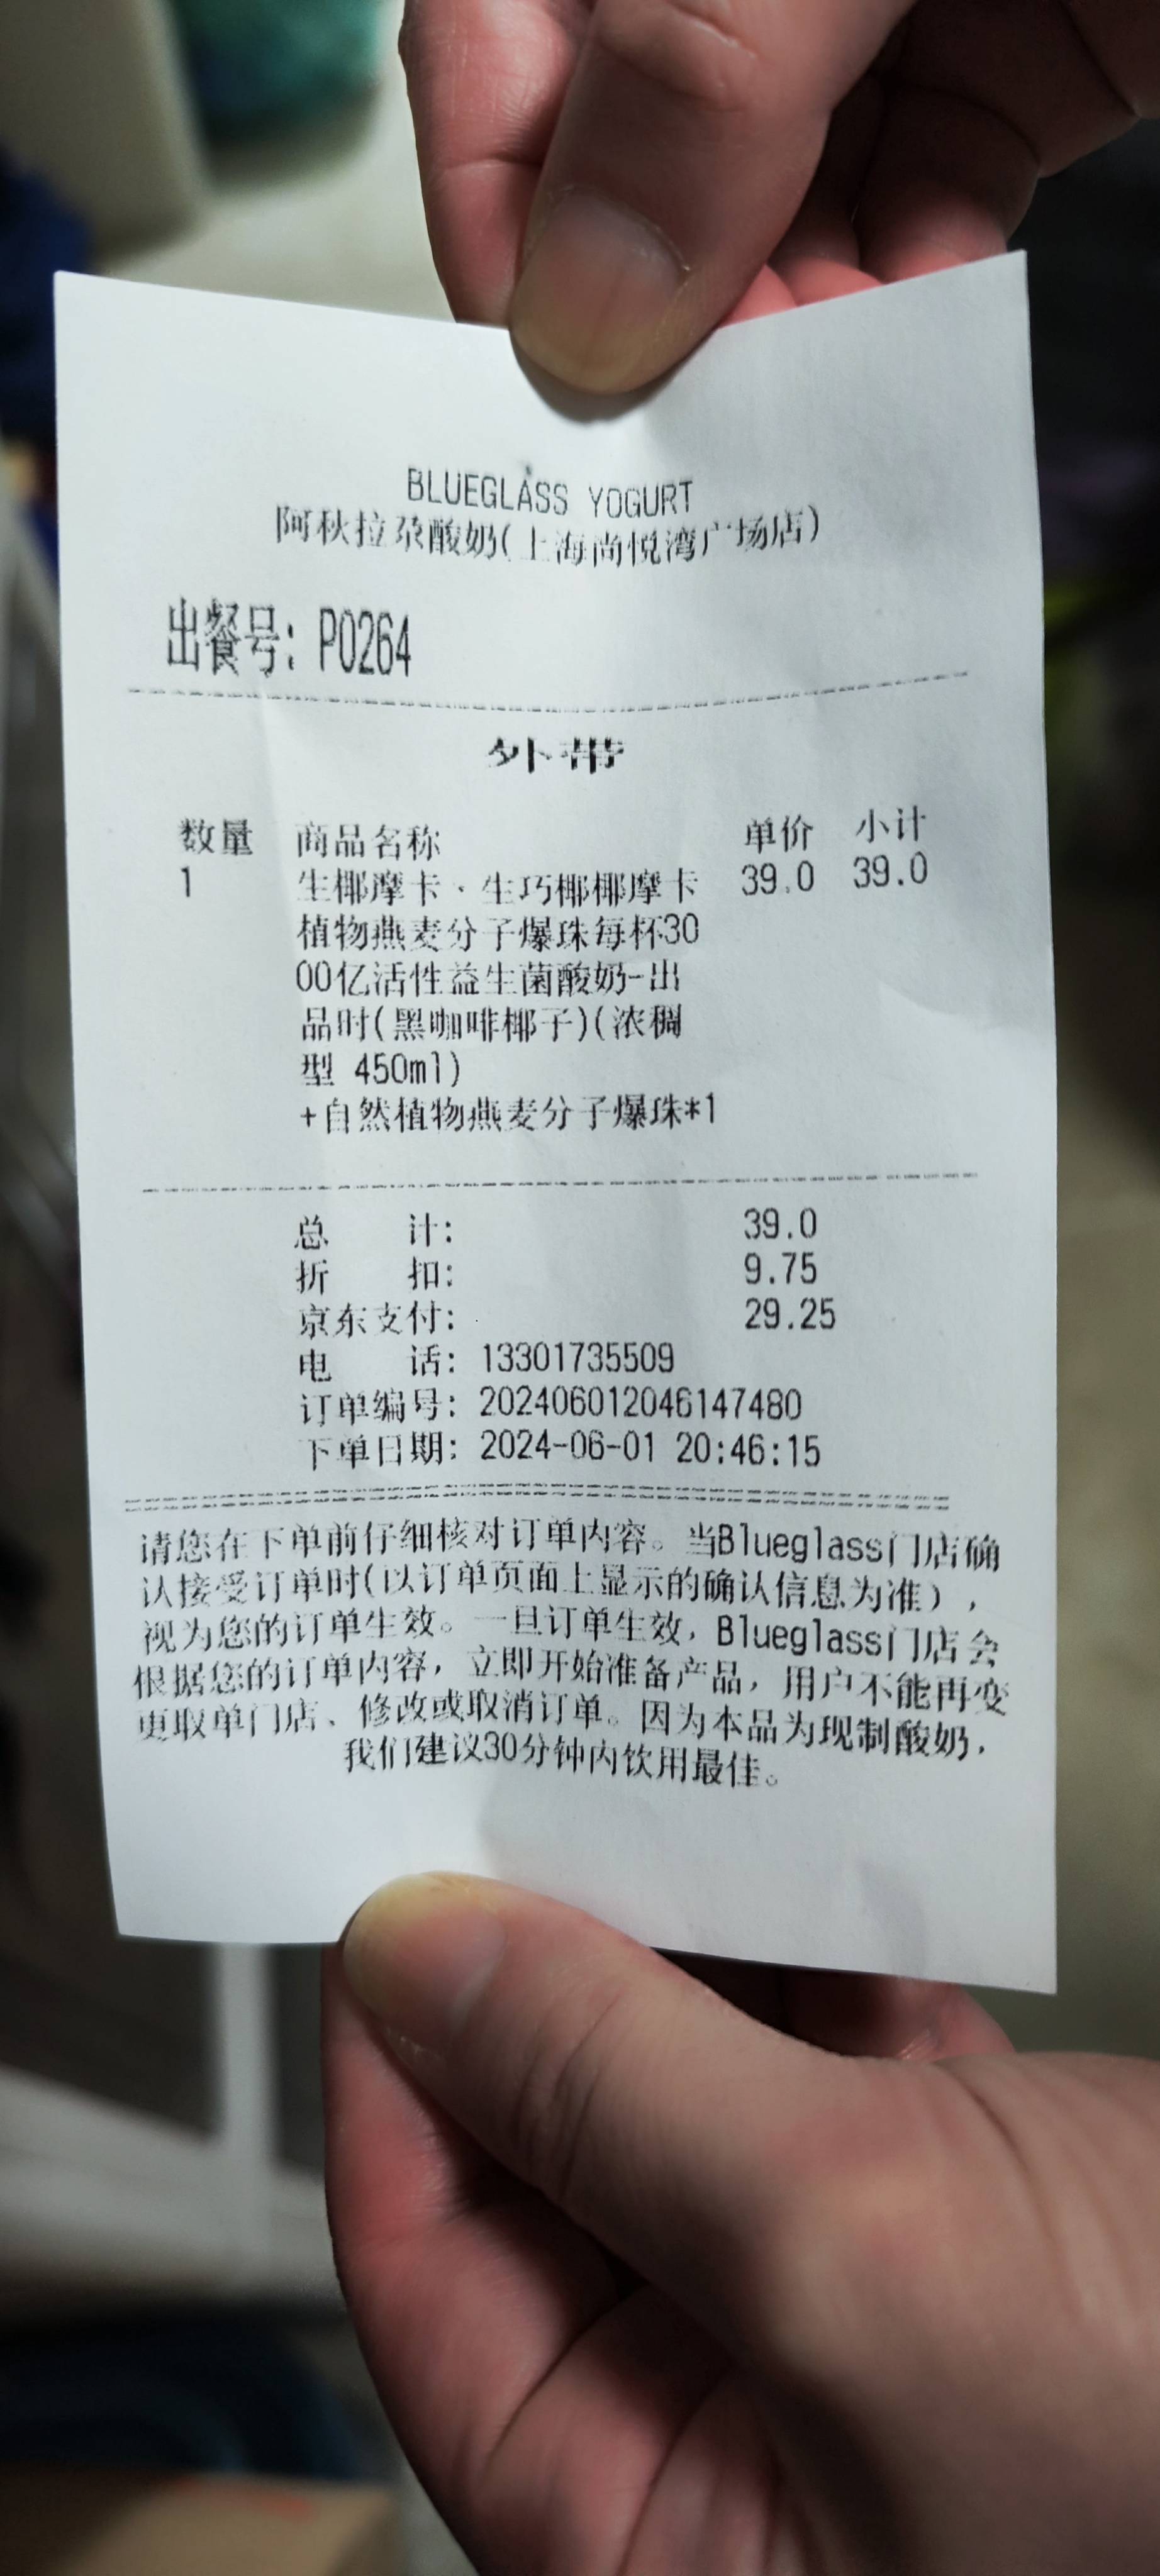 BLUEGLASS YOGURT
阿秋拉尕酸奶(上海尚悦湾广场店)
出餐号: P0264
外带
数量 商品名称 单价 小计
1 生椰摩卡·生巧椰椰摩卡 39.0 39.0
植物燕麦分子爆珠每杯30
00亿活性益生菌酸奶-出
品时(黑咖啡椰子)(浓稠
型 450ml)
+自然植物燕麦分子爆珠*1
总 计: 39.0
折 扣: 9.75
京东支付: 29.25
电 话: 13301735509
订单编号: 202406012046147480
下单日期: 2024-06-01 20:46:15
请您在下单前仔细核对订单内容。当Blueglass门店确
认接受订单时(以订单页面上显示的确认信息为准),
视为您的订单生效。一旦订单生效, Blueglass门店会
根据您的订单内容, 立即开始准备产品, 用户不能再变
更取单门店、修改或取消订单。因为本品为现制酸奶,
我们建议30分钟内饮用最佳。